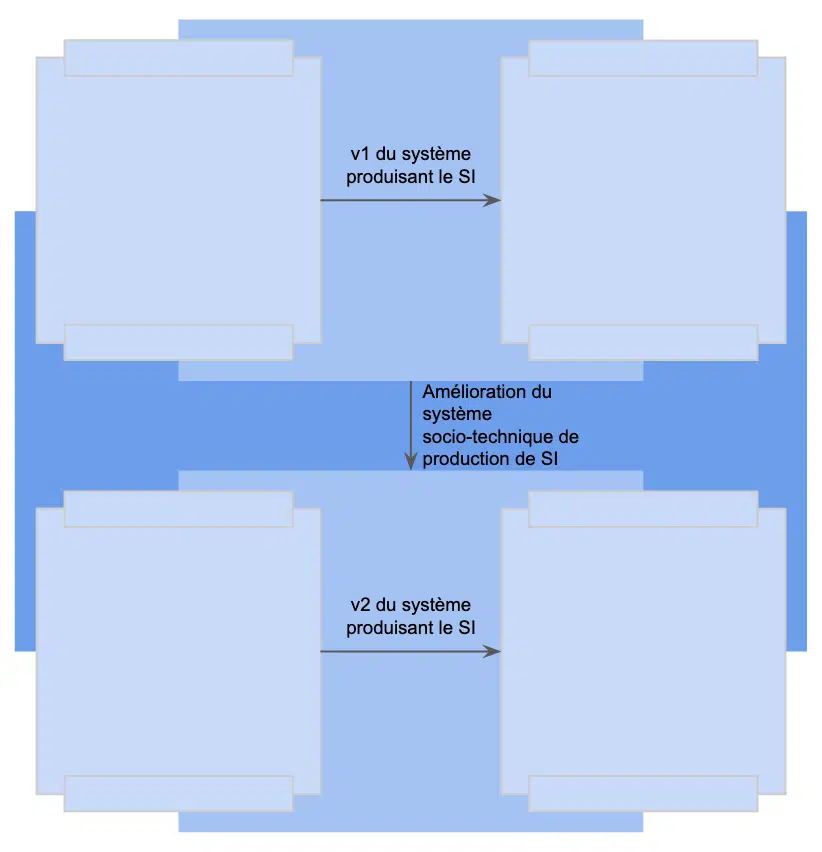 v1 du système
produisant le SI
Amélioration du
système
socio-technique de
production de SI
v2 du système
produisant le SI